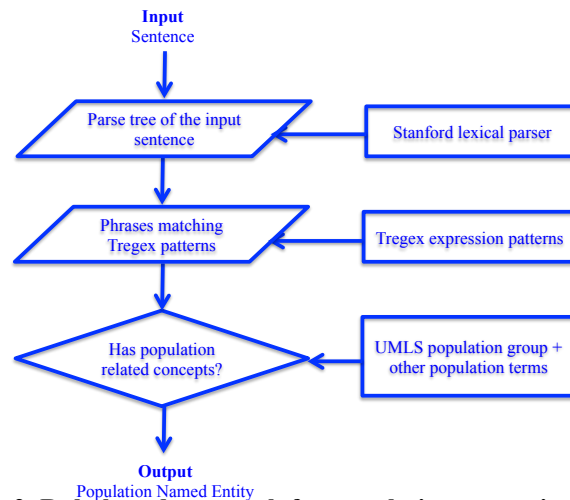 Input
Sentence
Parse tree of the input
sentence
Stanford lexical parser
Phrases matching
Tregex patterns
Tregex expression patterns
Has population
related concepts?
UMLS population group +
other population terms
Output
Population Named Entity